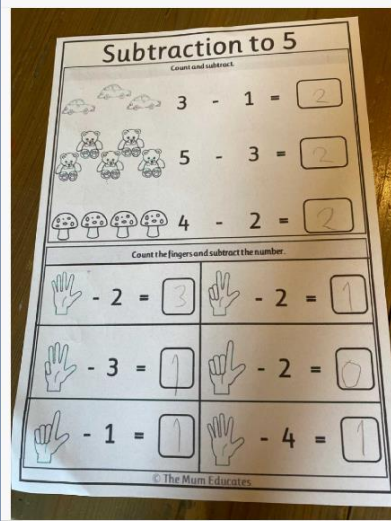 Subtraction to 5
Count and subtract.
3 - 1 = 2
5 - 3 = 2
4 - 2 = 2
Count the fingers and subtract the number.
- 2 = 3
- 2 = 1
- 3 = 1
- 2 = 0
- 1 = 1
- 4 = 1
© The Mum Educates